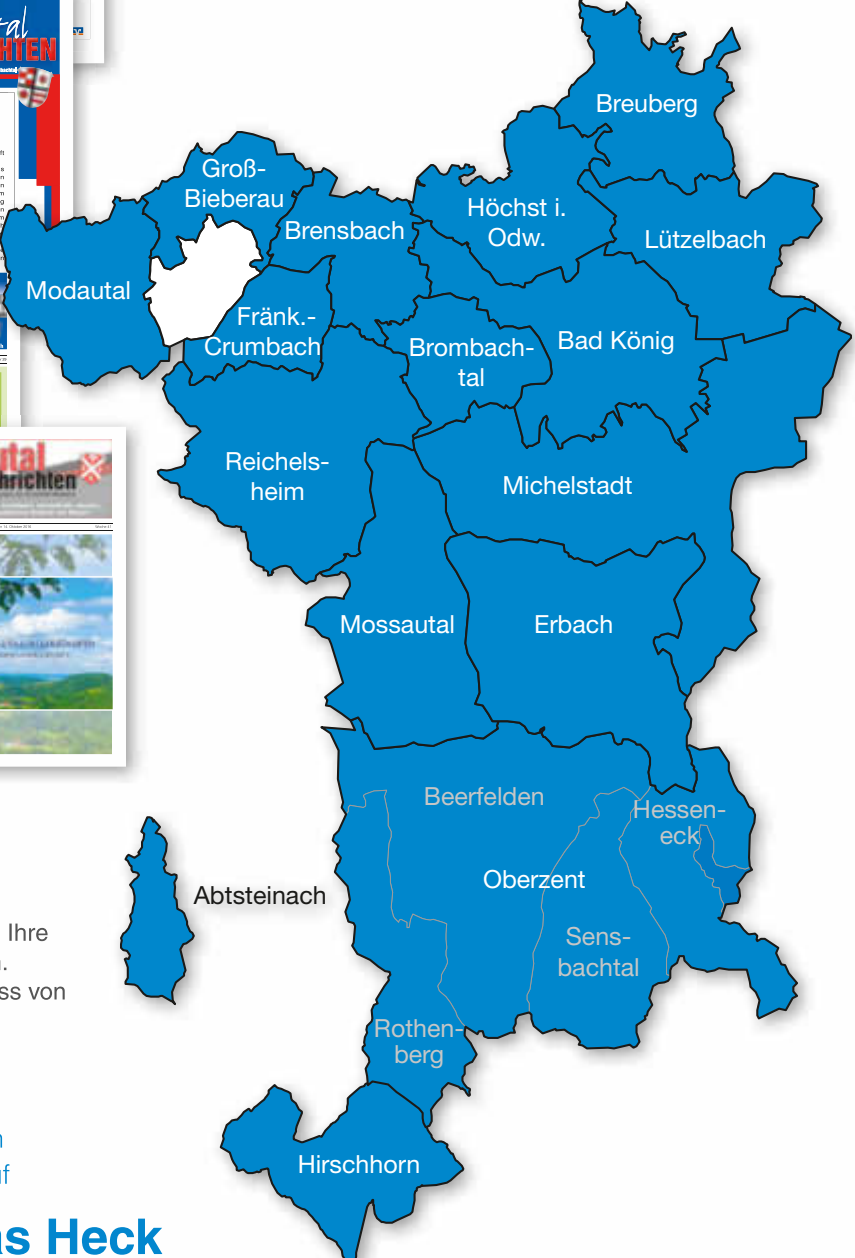 HTEN
Breuberg
Groß-
Bieberau
Höchst i.
Odw.
Brensbach
Lützelbach
Modautal
Fränk.-
Crumbach
Brombach-
tal
Bad König
Reichels-
heim
Michelstadt
Mossautal
Erbach
Beerfelden
Hessen-
eck
Oberzent
Abtsteinach
Sens-
bachtal
Ihre
ss von
Rothen-
berg
Hirschhorn
as Heck